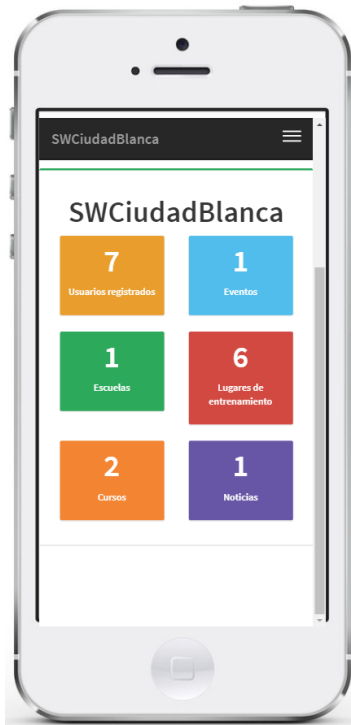 SWCiudadBlanca
SWCiudadBlanca
7
Usuarios registrados
1
Eventos
1
Escuelas
6
Lugares de
entrenamiento
2
Cursos
1
Noticias